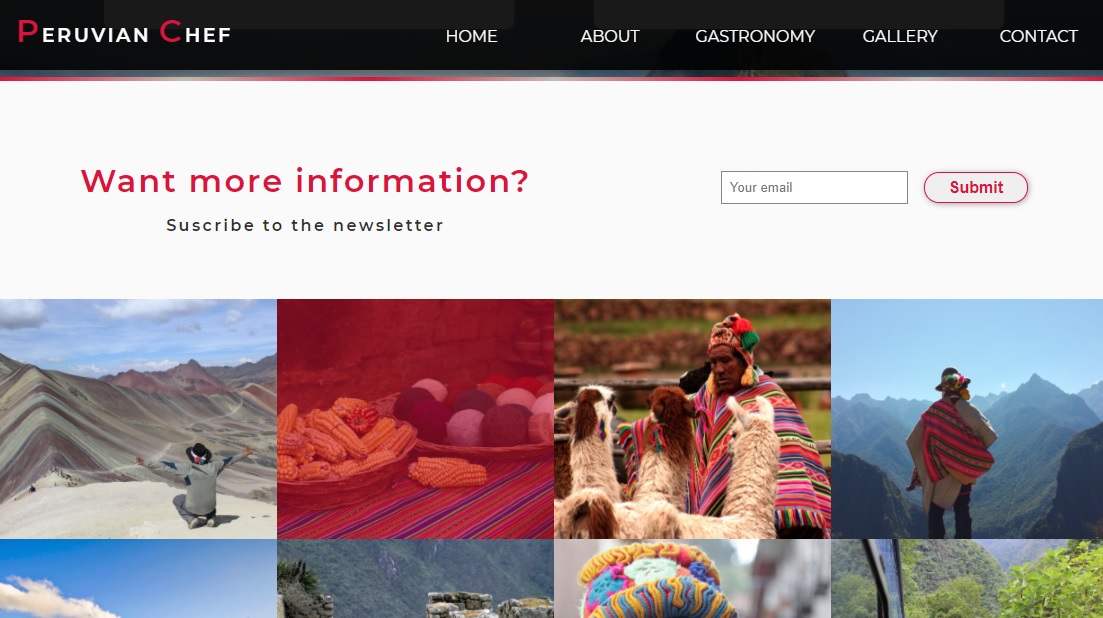 PERUVIAN CHEF
HOME
ABOUT
GASTRONOMY
GALLERY
CONTACT
Want more information?
Suscribe to the newsletter
Your email
Submit